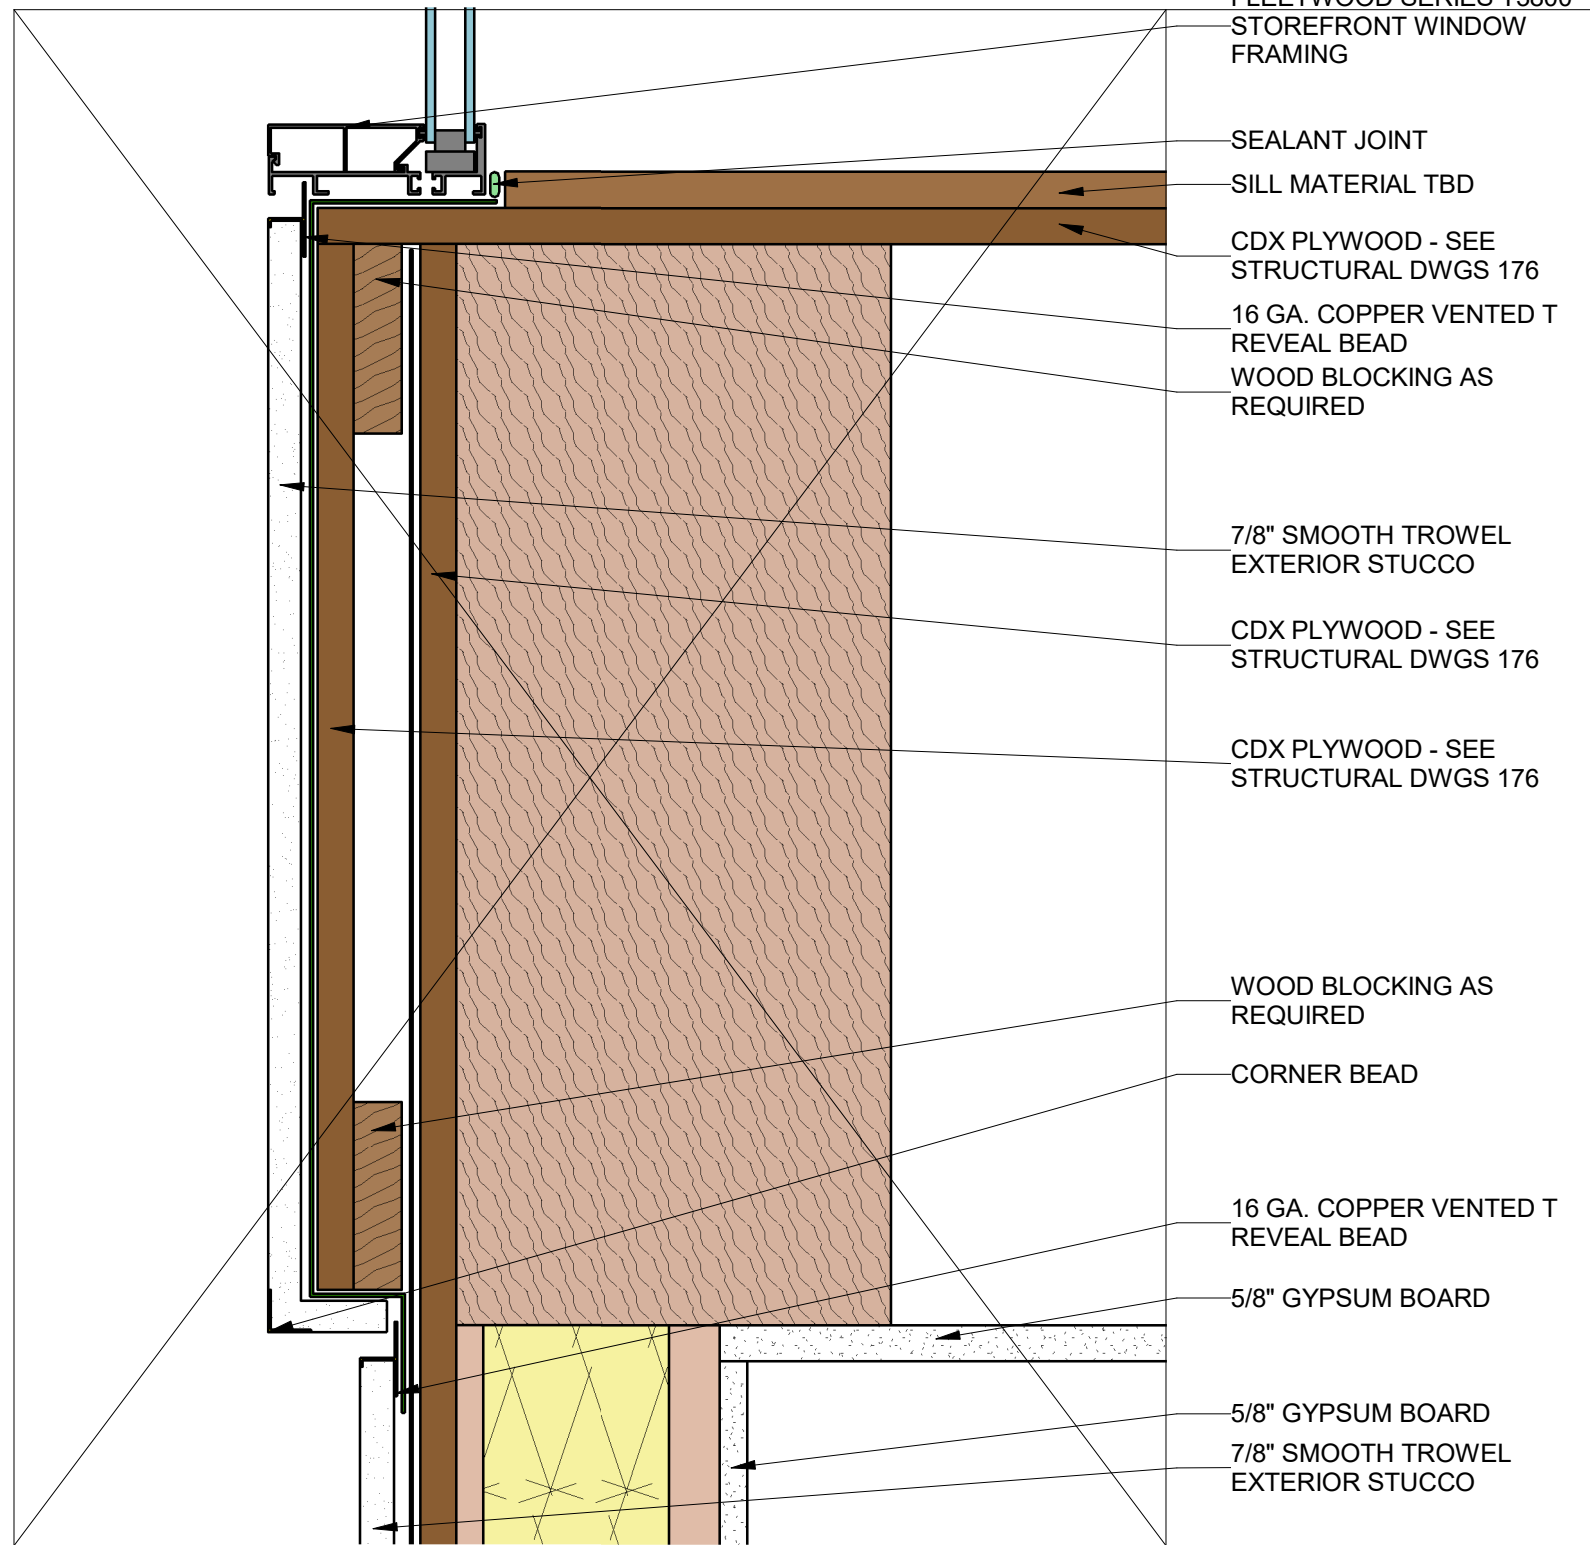 FLEETWOOD SERIES
STOREFRONT WINDOW
FRAMING
SEALANT JOINT
SILL MATERIAL TBD
CDX PLYWOOD - SEE
STRUCTURAL DWGS 176
16 GA. COPPER VENTED T
REVEAL BEAD
WOOD BLOCKING AS
REQUIRED
7/8" SMOOTH TROWEL
EXTERIOR STUCCO
CDX PLYWOOD - SEE
STRUCTURAL DWGS 176
CDX PLYWOOD - SEE
STRUCTURAL DWGS 176
WOOD BLOCKING AS
REQUIRED
CORNER BEAD
16 GA. COPPER VENTED T
REVEAL BEAD
5/8" GYPSUM BOARD
5/8" GYPSUM BOARD
7/8" SMOOTH TROWEL
EXTERIOR STUCCO